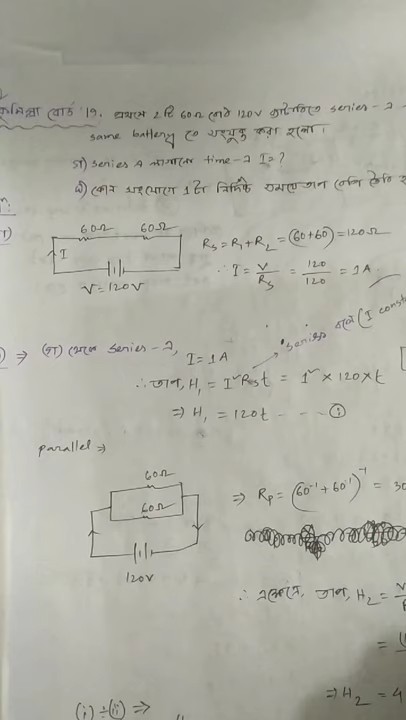 কুমিল্লা বোর্ড '19. প্রথমে 2টি 60Ω রোধ 120V ব্যাটারিতে series-এ
same battery তে সংযুক্ত করা হলো।
গ) series এ লাগানো time-এ I = ?
ঘ) কোন সংযোগে 1টা নির্দিষ্ট সময়ে তাপ বেশি তৈরি
60Ω 60Ω
I
V = 120V
Rs = R1 + R2 = (60+60) = 120Ω
∴ I = V/Rs = 120/120 = 1A
⇒ (গ) থেকে series-এ, I = 1A
series বলে (I const
∴ তাপ, H1 = I²Rst = 1² × 120 × t
⇒ H1 = 120t - - - (i)
parallel ⇒
60Ω
60Ω
120V
⇒ Rp = (60⁻¹ + 60⁻¹)⁻¹ = 30
∴ এক্ষেত্রে, তাপ, H2 =
=
⇒ H2 = 4
(i) ÷ (ii) ⇒